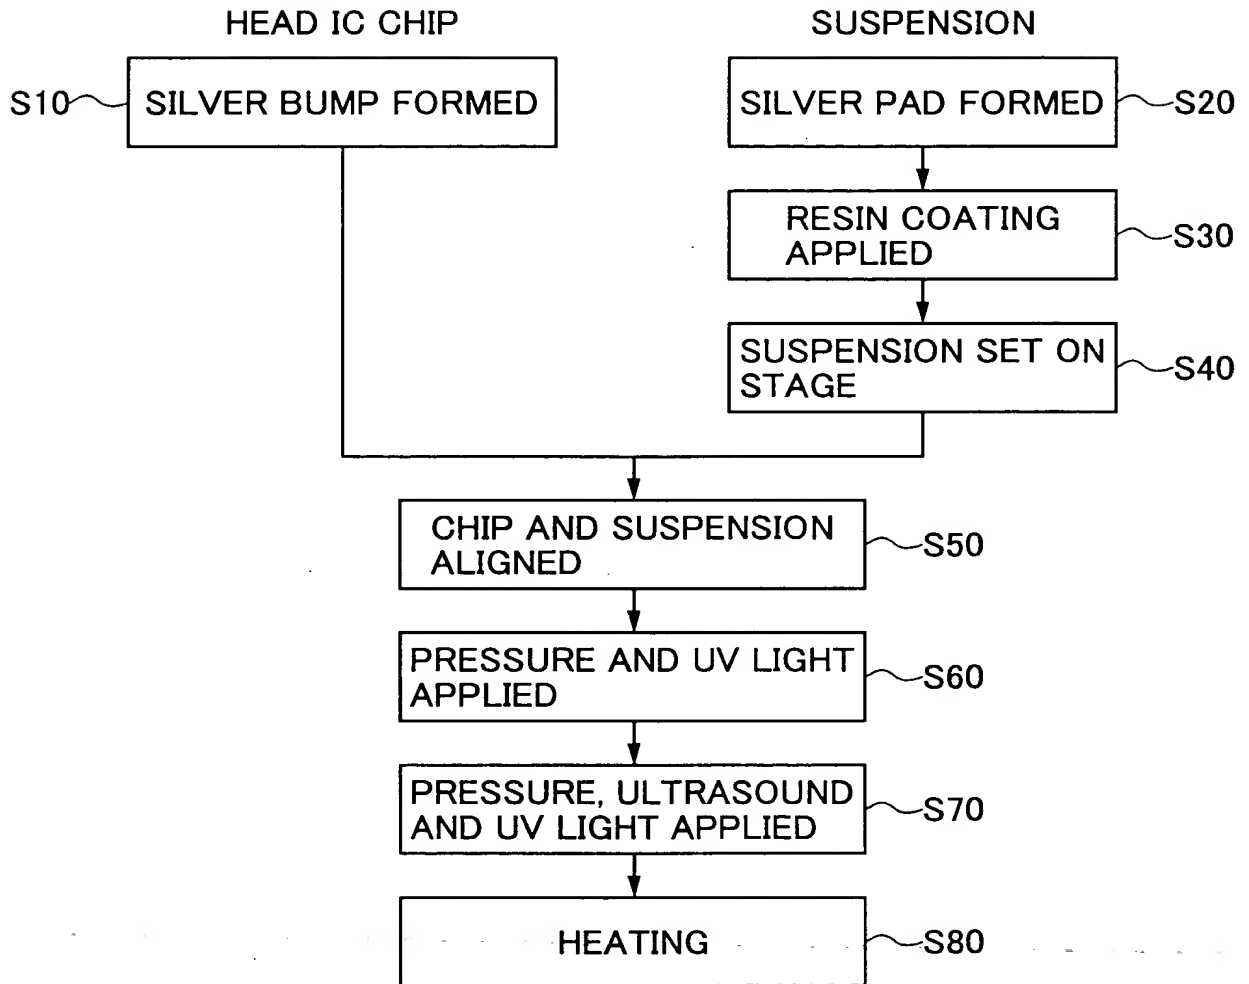 HEAD IC CHIP
SUSPENSION
S10
SILVER BUMP FORMED
SILVER PAD FORMED
S20
RESIN COATING
APPLIED
S30
SUSPENSION SET ON
STAGE
S40
CHIP AND SUSPENSION
ALIGNED
S50
PRESSURE AND UV LIGHT
APPLIED
S60
PRESSURE, ULTRASOUND
AND UV LIGHT APPLIED
S70
HEATING
S80